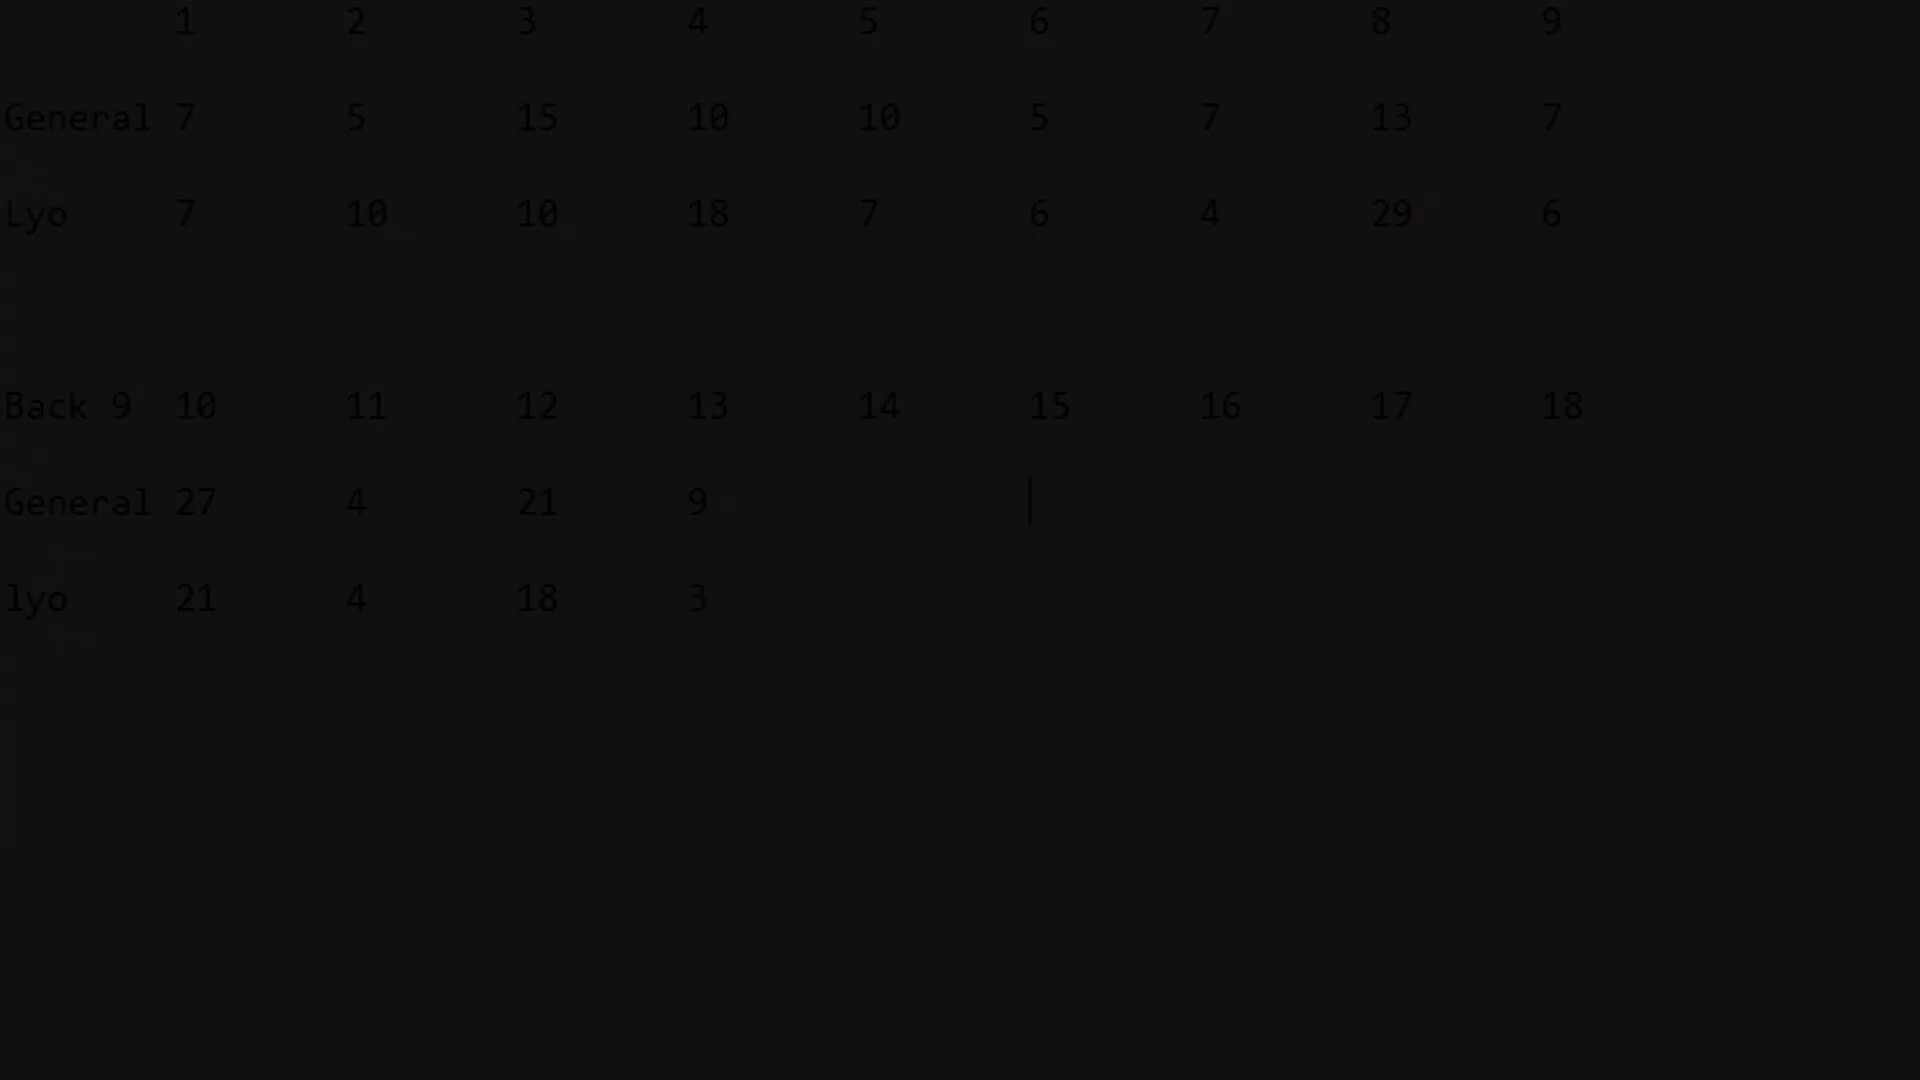 1 2 3 4 5 6 7 8 9
General 7 5 15 10 10 5 7 13 7
Lyo 7 10 10 18 7 6 4 29 6
Back 9 10 11 12 13 14 15 16 17 18
General 27 4 21 9
lyo 21 4 18 3